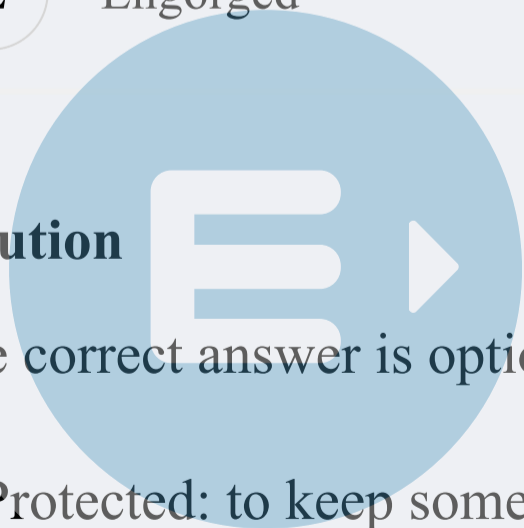 Engorged
ution
e correct answer is optio
Protected: to keep some